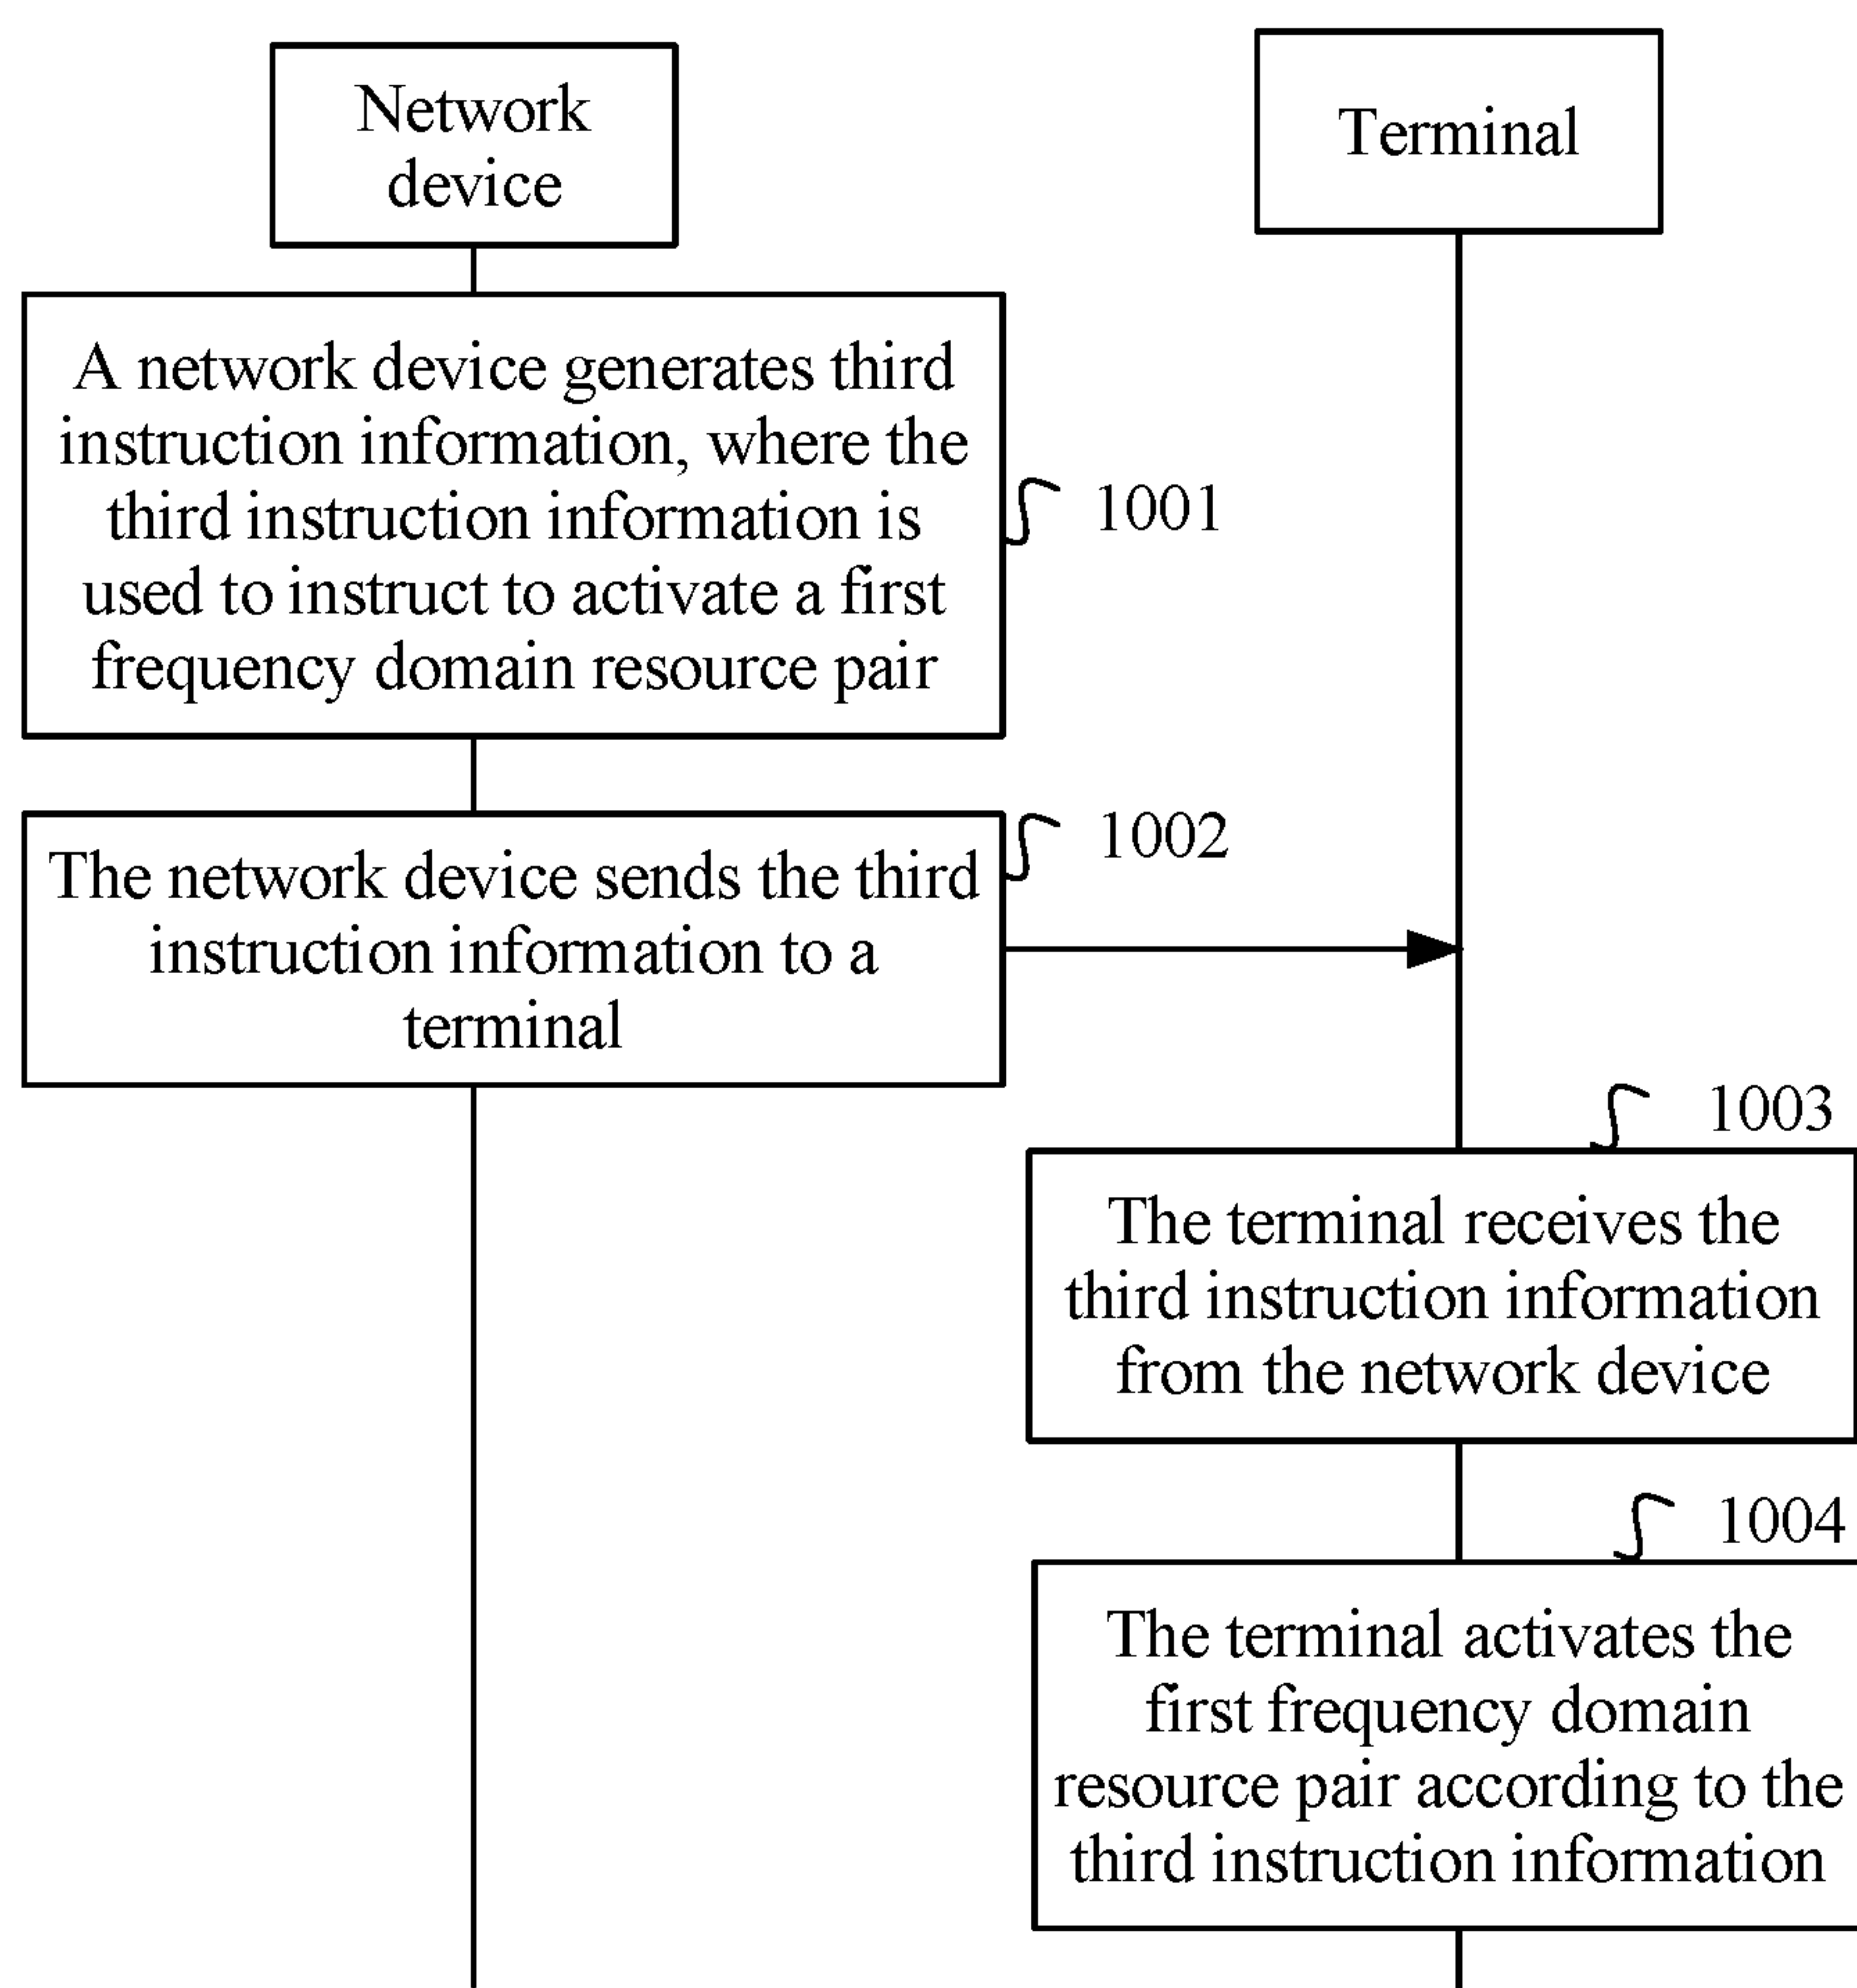 Network
device
Terminal
A network device generates third
instruction information, where the
third instruction information is
used to instruct to activate a first
frequency domain resource pair
1001
The network device sends the third
instruction information to a
terminal
1002
1003
The terminal receives the
third instruction information
from the network device
1004
The terminal activates the
first frequency domain
resource pair according to the
third instruction information